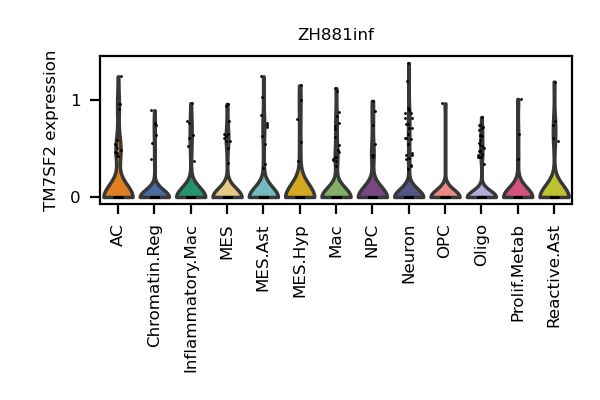 ZH881inf
TM7SF2 expression
1
0
AC
Chromatin.Reg
Inflammatory.Mac
MES
MES.Ast
MES.Hyp
Mac
NPC
Neuron
OPC
Oligo
Prolif.Metab
Reactive.Ast